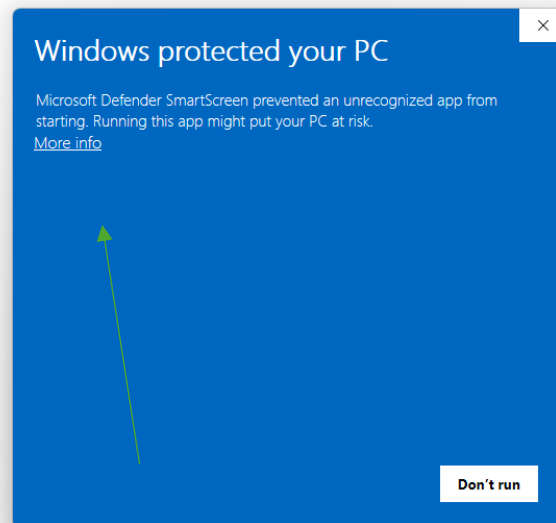 Windows protected your PC
Microsoft Defender SmartScreen prevented an unrecognized app from
starting. Running this app might put your PC at risk.
More info
Don’t run